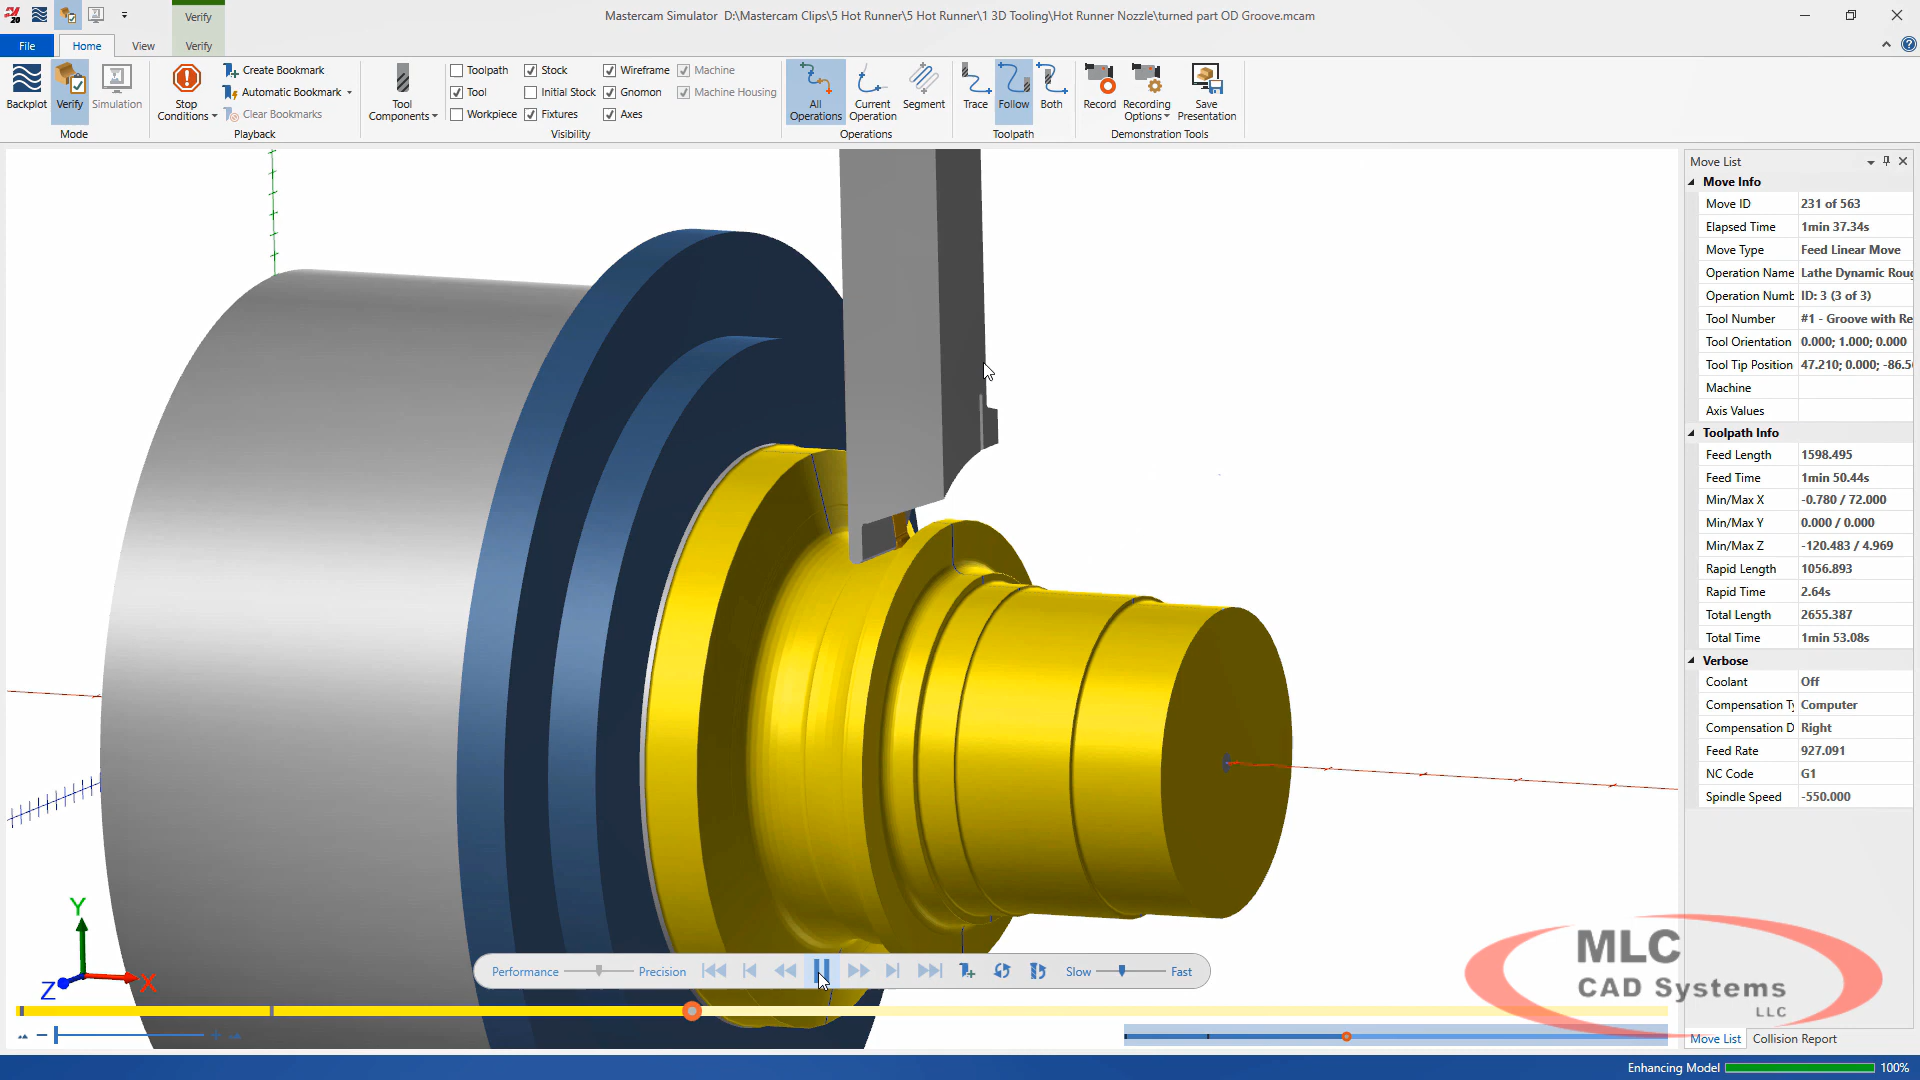 Verify
Mastercam Simulator D:\Mastercam Clips\5 Hot Runner\5 Hot Runner\1 3D Tooling\Hot Runner Nozzle\turned part OD Groove.mcam
File Home View Verify
Backplot Verify Simulation
Mode
Stop Conditions
Create Bookmark
Automatic Bookmark
Clear Bookmarks
Playback
Tool Components
Toolpath Stock Wireframe Machine
Tool Initial Stock Gnomon Machine Housing
Workpiece Fixtures Axes
Visibility
All Operations Current Operation Segment
Operations
Trace Follow Both
Toolpath
Record Recording Options Save Presentation
Demonstration Tools
Move List
Move Info
Move ID 231 of 563
Elapsed Time 1min 37.34s
Move Type Feed Linear Move
Operation Name Lathe Dynamic Roug
Operation Numb ID: 3 (3 of 3)
Tool Number #1 - Groove with Re
Tool Orientation 0.000; 1.000; 0.000
Tool Tip Position 47.210; 0.000; -86.5
Machine
Axis Values
Toolpath Info
Feed Length 1598.495
Feed Time 1min 50.44s
Min/Max X -0.780 / 72.000
Min/Max Y 0.000 / 0.000
Min/Max Z -120.483 / 4.969
Rapid Length 1056.893
Rapid Time 2.64s
Total Length 2655.387
Total Time 1min 53.08s
Verbose
Coolant Off
Compensation Ty Computer
Compensation D Right
Feed Rate 927.091
NC Code G1
Spindle Speed -550.000
Y
X
Z
Performance Precision Slow Fast
MLC
CAD Systems
LLC
Move List Collision Report
Enhancing Model 100%